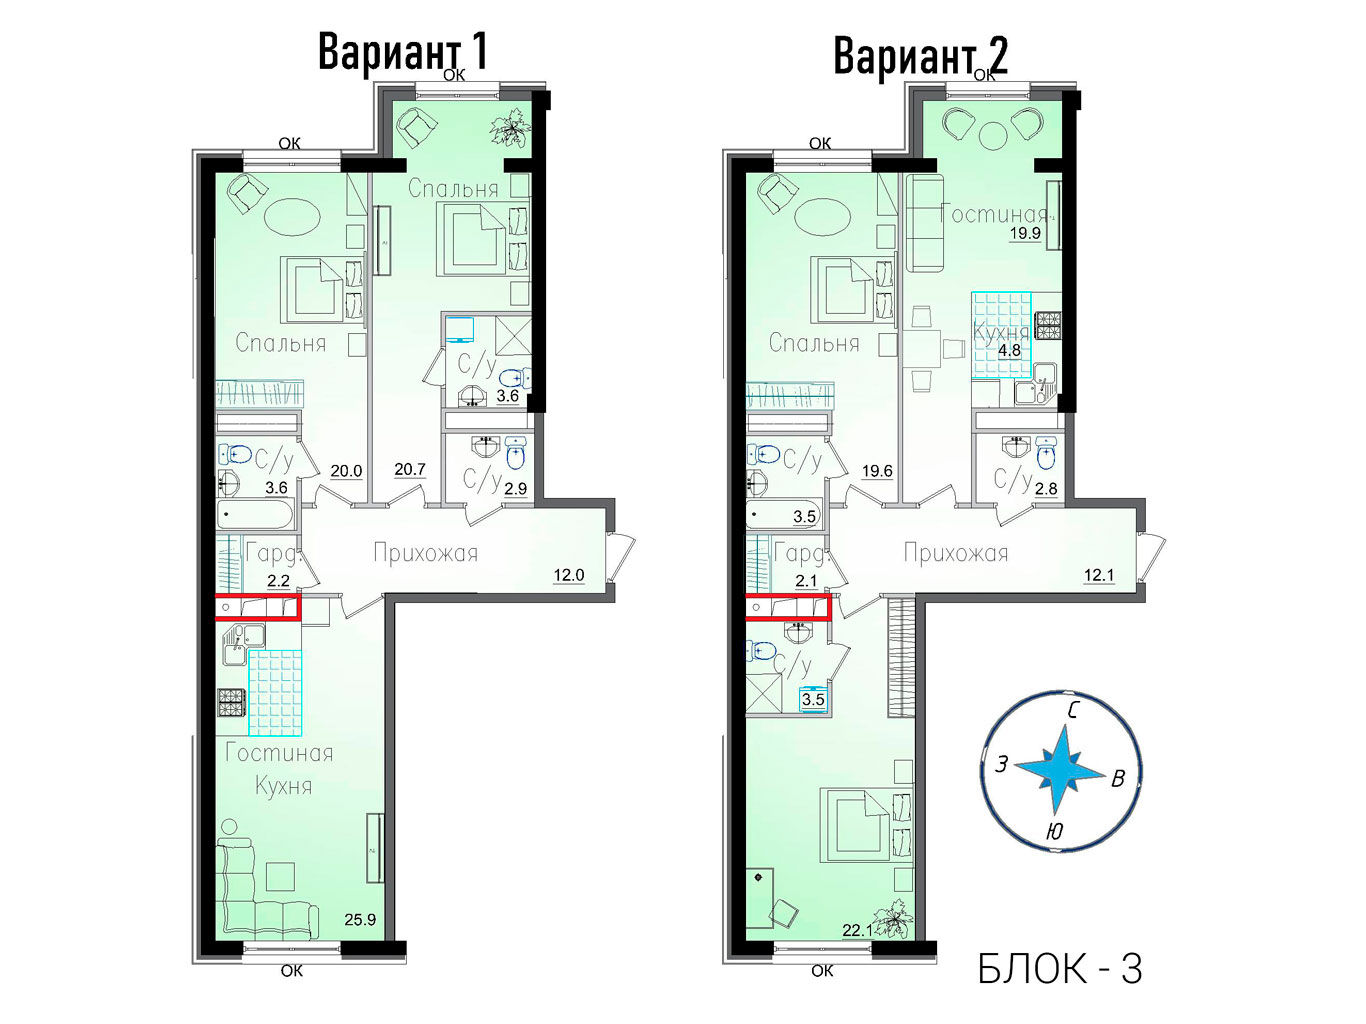 Вариант 1
ОК
ОК
Спальня
Спальня
С/у
3.6
20.0
20.7
С/у
3.6
С/у
2.9
Гард.
2.2
Прихожая
12.0
Гостиная
Кухня
25.9
ОК
Вариант 2
ОК
ОК
Гостиная
19.9
Кухня
4.8
Спальня
С/у
3.5
19.6
С/у
2.8
Гард.
2.1
Прихожая
12.1
С/у
3.5
22.1
ОК
С
З
В
Ю
БЛОК - 3